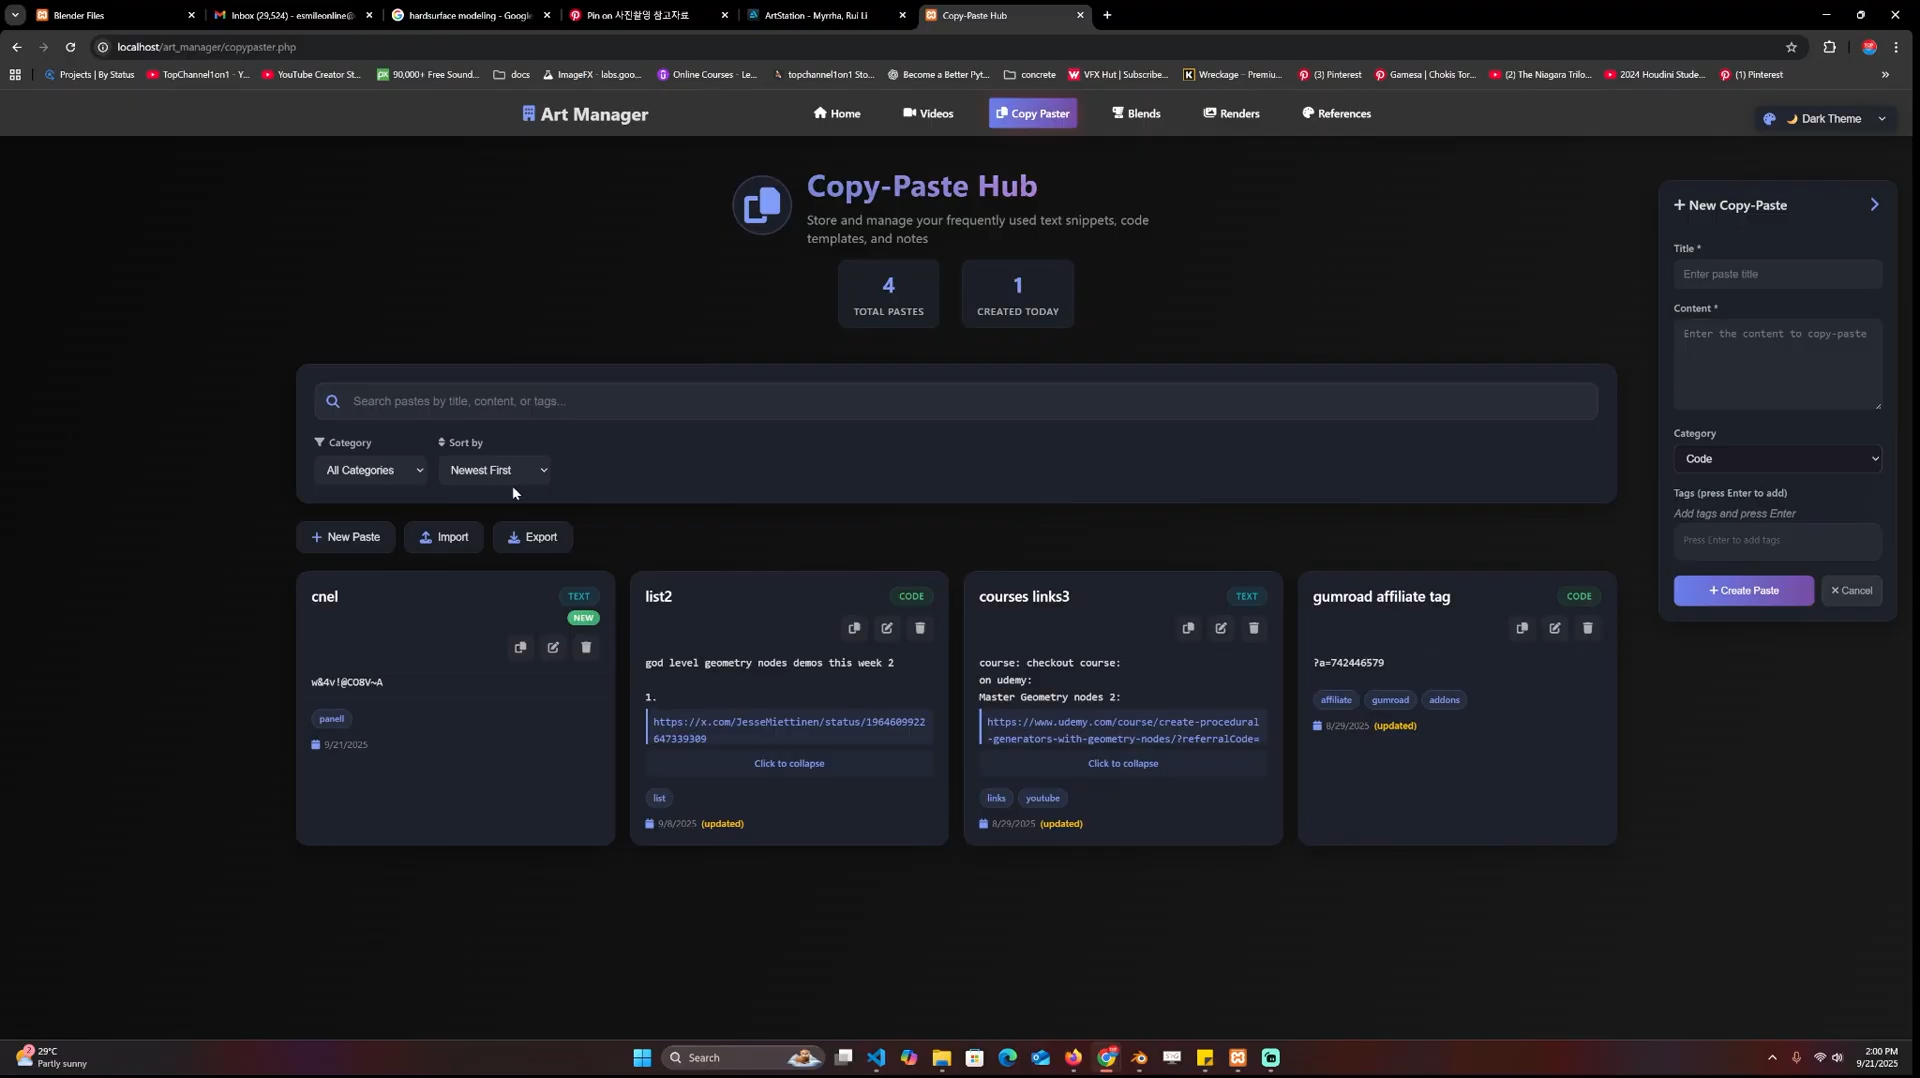 Blender Files
Inbox (29,524) - esmileonline@
hardsurface modeling - Google
Pin on 사진촬영 참고자료
ArtStation - Myrrha, Rui Li
Copy-Paste Hub
localhost/art_manager/copypaster.php
Projects | By Status
TopChannel1on1 - Y...
YouTube Creator St...
90,000+ Free Sound...
docs
ImageFX - labs.goo...
Online Courses - Le...
topchannel1on1 Sto...
Become a Better Pyt...
concrete
VFX Hut | Subscribe...
Wreckage – Premiu...
(3) Pinterest
Gamesa | Chokis Tor...
(2) The Niagara Trilo...
2024 Houdini Stude...
(1) Pinterest
Art Manager
Home
Videos
Copy Paster
Blends
Renders
References
Dark Theme
Copy-Paste Hub
Store and manage your frequently used text snippets, code
templates, and notes
4
TOTAL PASTES
1
CREATED TODAY
Search pastes by title, content, or tags...
Category
Sort by
All Categories
Newest First
New Paste
Import
Export
cnel
TEXT
NEW
w&4v!@CO8V~A
panell
9/21/2025
list2
CODE
god level geometry nodes demos this week 2
1.
https://x.com/JesseMiettinen/status/1964609922
647339309
Click to collapse
list
9/8/2025 (updated)
courses links3
TEXT
course: checkout course:
on udemy:
Master Geometry nodes 2:
https://www.udemy.com/course/create-procedural
-generators-with-geometry-nodes/?referralCode=
Click to collapse
links
youtube
8/29/2025 (updated)
gumroad affiliate tag
CODE
?a=742446579
affiliate
gumroad
addons
8/29/2025 (updated)
+ New Copy-Paste
Title *
Enter paste title
Content *
Enter the content to copy-paste
Category
Code
Tags (press Enter to add)
Add tags and press Enter
Press Enter to add tags
+ Create Paste
× Cancel
2
29°C
Partly sunny
Search
2:00 PM
9/21/2025